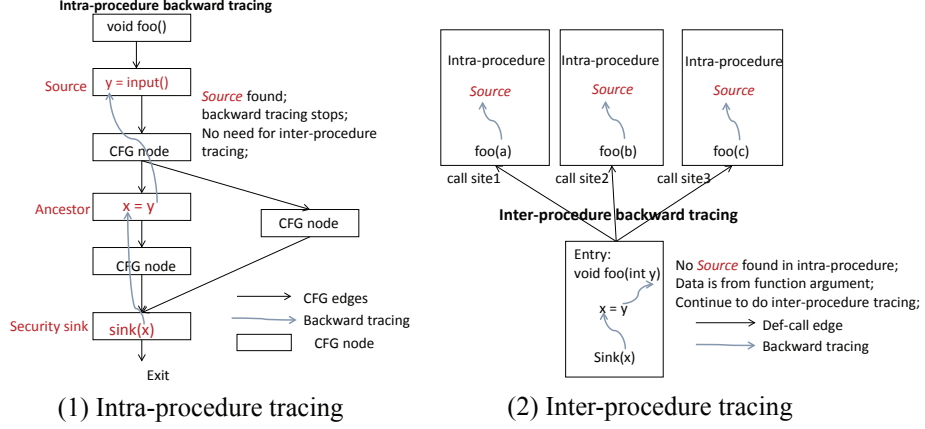 Intra-procedure backward tracing
void foo()
Source
y = input()
Source found;
backward tracing stops;
No need for inter-procedure
tracing;
CFG node
Ancestor
x = y
CFG node
CFG node
Security sink
sink(x)
CFG edges
Backward tracing
CFG node
Exit
(1) Intra-procedure tracing
Intra-procedure
Intra-procedure
Intra-procedure
Source
Source
Source
foo(a)
foo(b)
foo(c)
call site1
call site2
call site3
Inter-procedure backward tracing
Entry:
void foo(int y)
x = y
Sink(x)
No Source found in intra-procedure;
Data is from function argument;
Continue to do inter-procedure tracing;
Def-call edge
Backward tracing
(2) Inter-procedure tracing